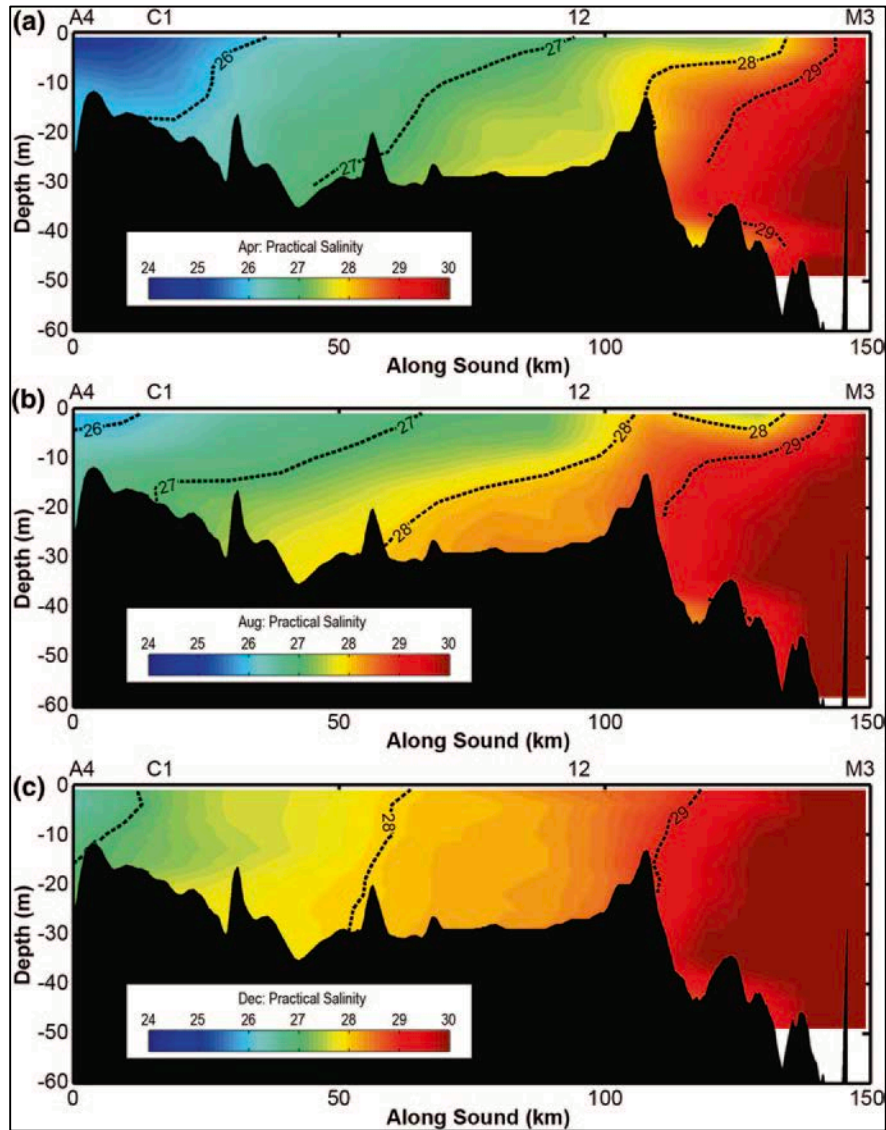 (a) A4 C1 12 M3
0
-10
-20
-30
-40
-50
-60
Depth (m)
26
27
28
29
27
29
Apr: Practical Salinity
24 25 26 27 28 29 30
0 50 100 150
Along Sound (km)
(b) A4 C1 12 M3
0
-10
-20
-30
-40
-50
-60
Depth (m)
26
27
28
28
29
27
28
Aug: Practical Salinity
24 25 26 27 28 29 30
0 50 100 150
Along Sound (km)
(c) A4 C1 12 M3
0
-10
-20
-30
-40
-50
-60
Depth (m)
28
29
Dec: Practical Salinity
24 25 26 27 28 29 30
0 50 100 150
Along Sound (km)